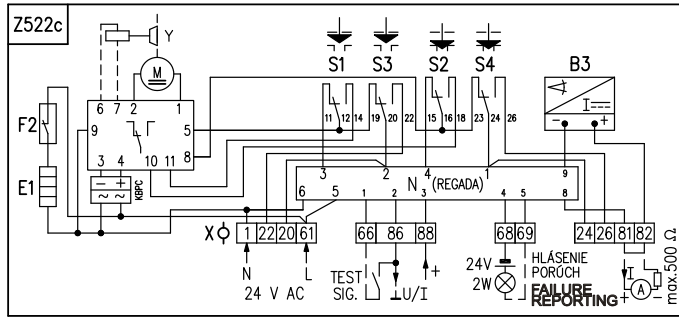 Z522c
Y
S1 S3 S2 S4 B3
M
6 7 2 1
I
− +
F2
9 5
11 12 14 19 20 22 15 16 18 23 24 26
8
3 4 10 11
E1
− +
~ ~
KBPC
3 2 4 1 9
N (REGADA)
6 5 1 2 3 4 5 8
X 1 22 20 61 66 86 88 68 69 24 26 81 82
N L
24 V AC
TEST
SIG.
⊥U/I
+
24V
2W
HLÁSENIE
PORÚCH
FAILURE
REPORTING
I
+ A −
max.500 Ω